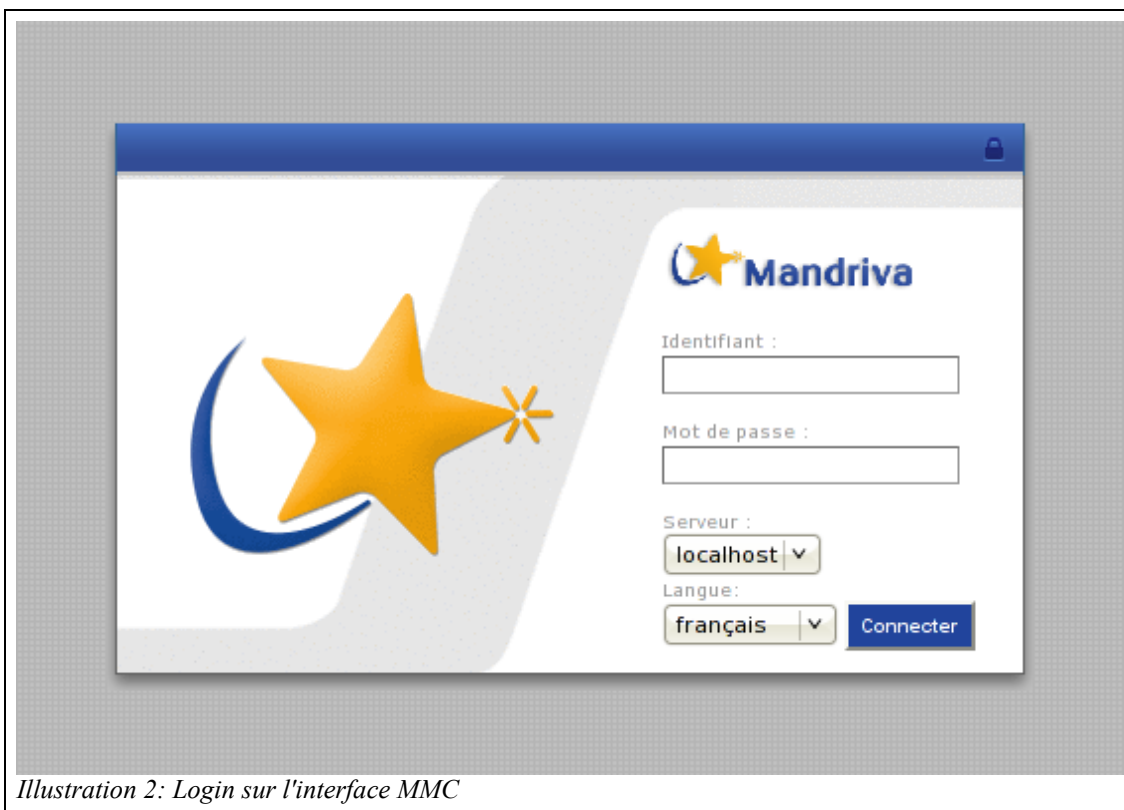 Mandriva
Identifiant :
Mot de passe :
Serveur :
localhost
Langue:
français
Connecter
Illustration 2: Login sur l'interface MMC